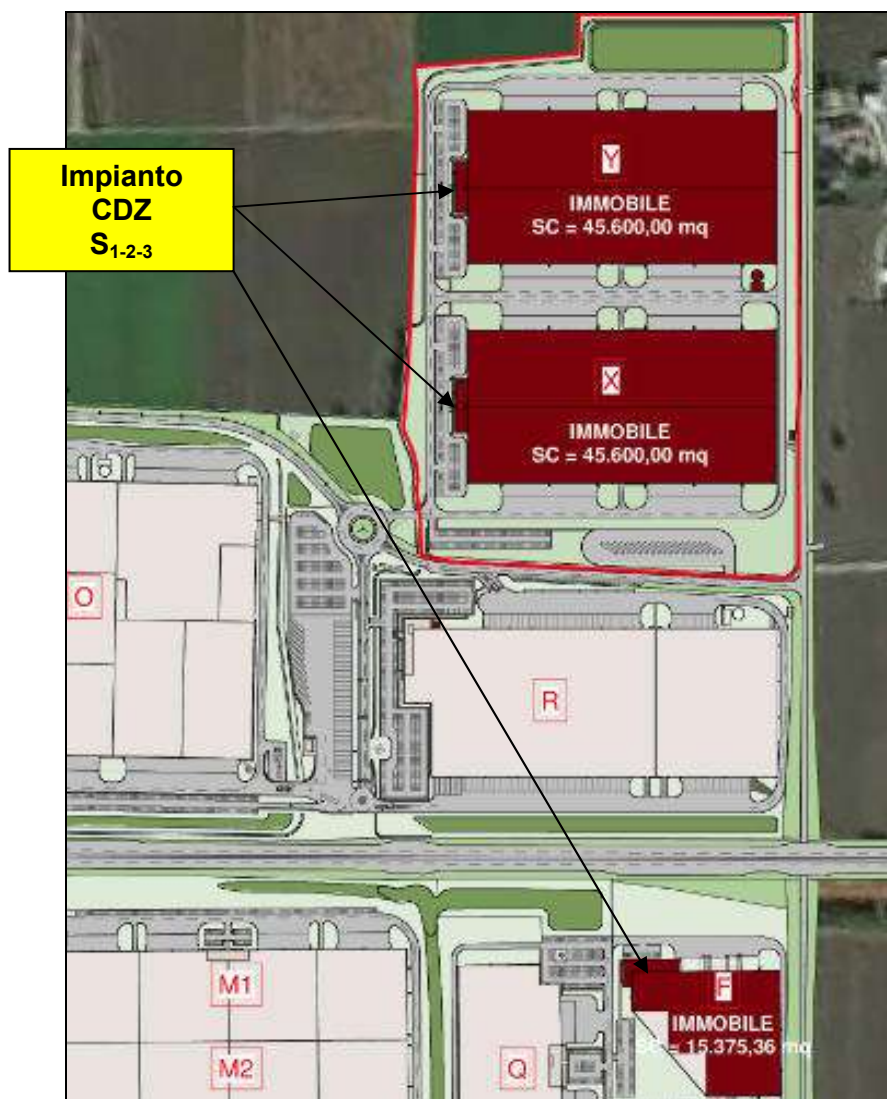 Impianto
CDZ
S1-2-3
Y
IMMOBILE
SC = 45.600,00 mq
X
IMMOBILE
SC = 45.600,00 mq
O
R
M1
M2
Q
F
IMMOBILE
SC = 15.375,36 mq